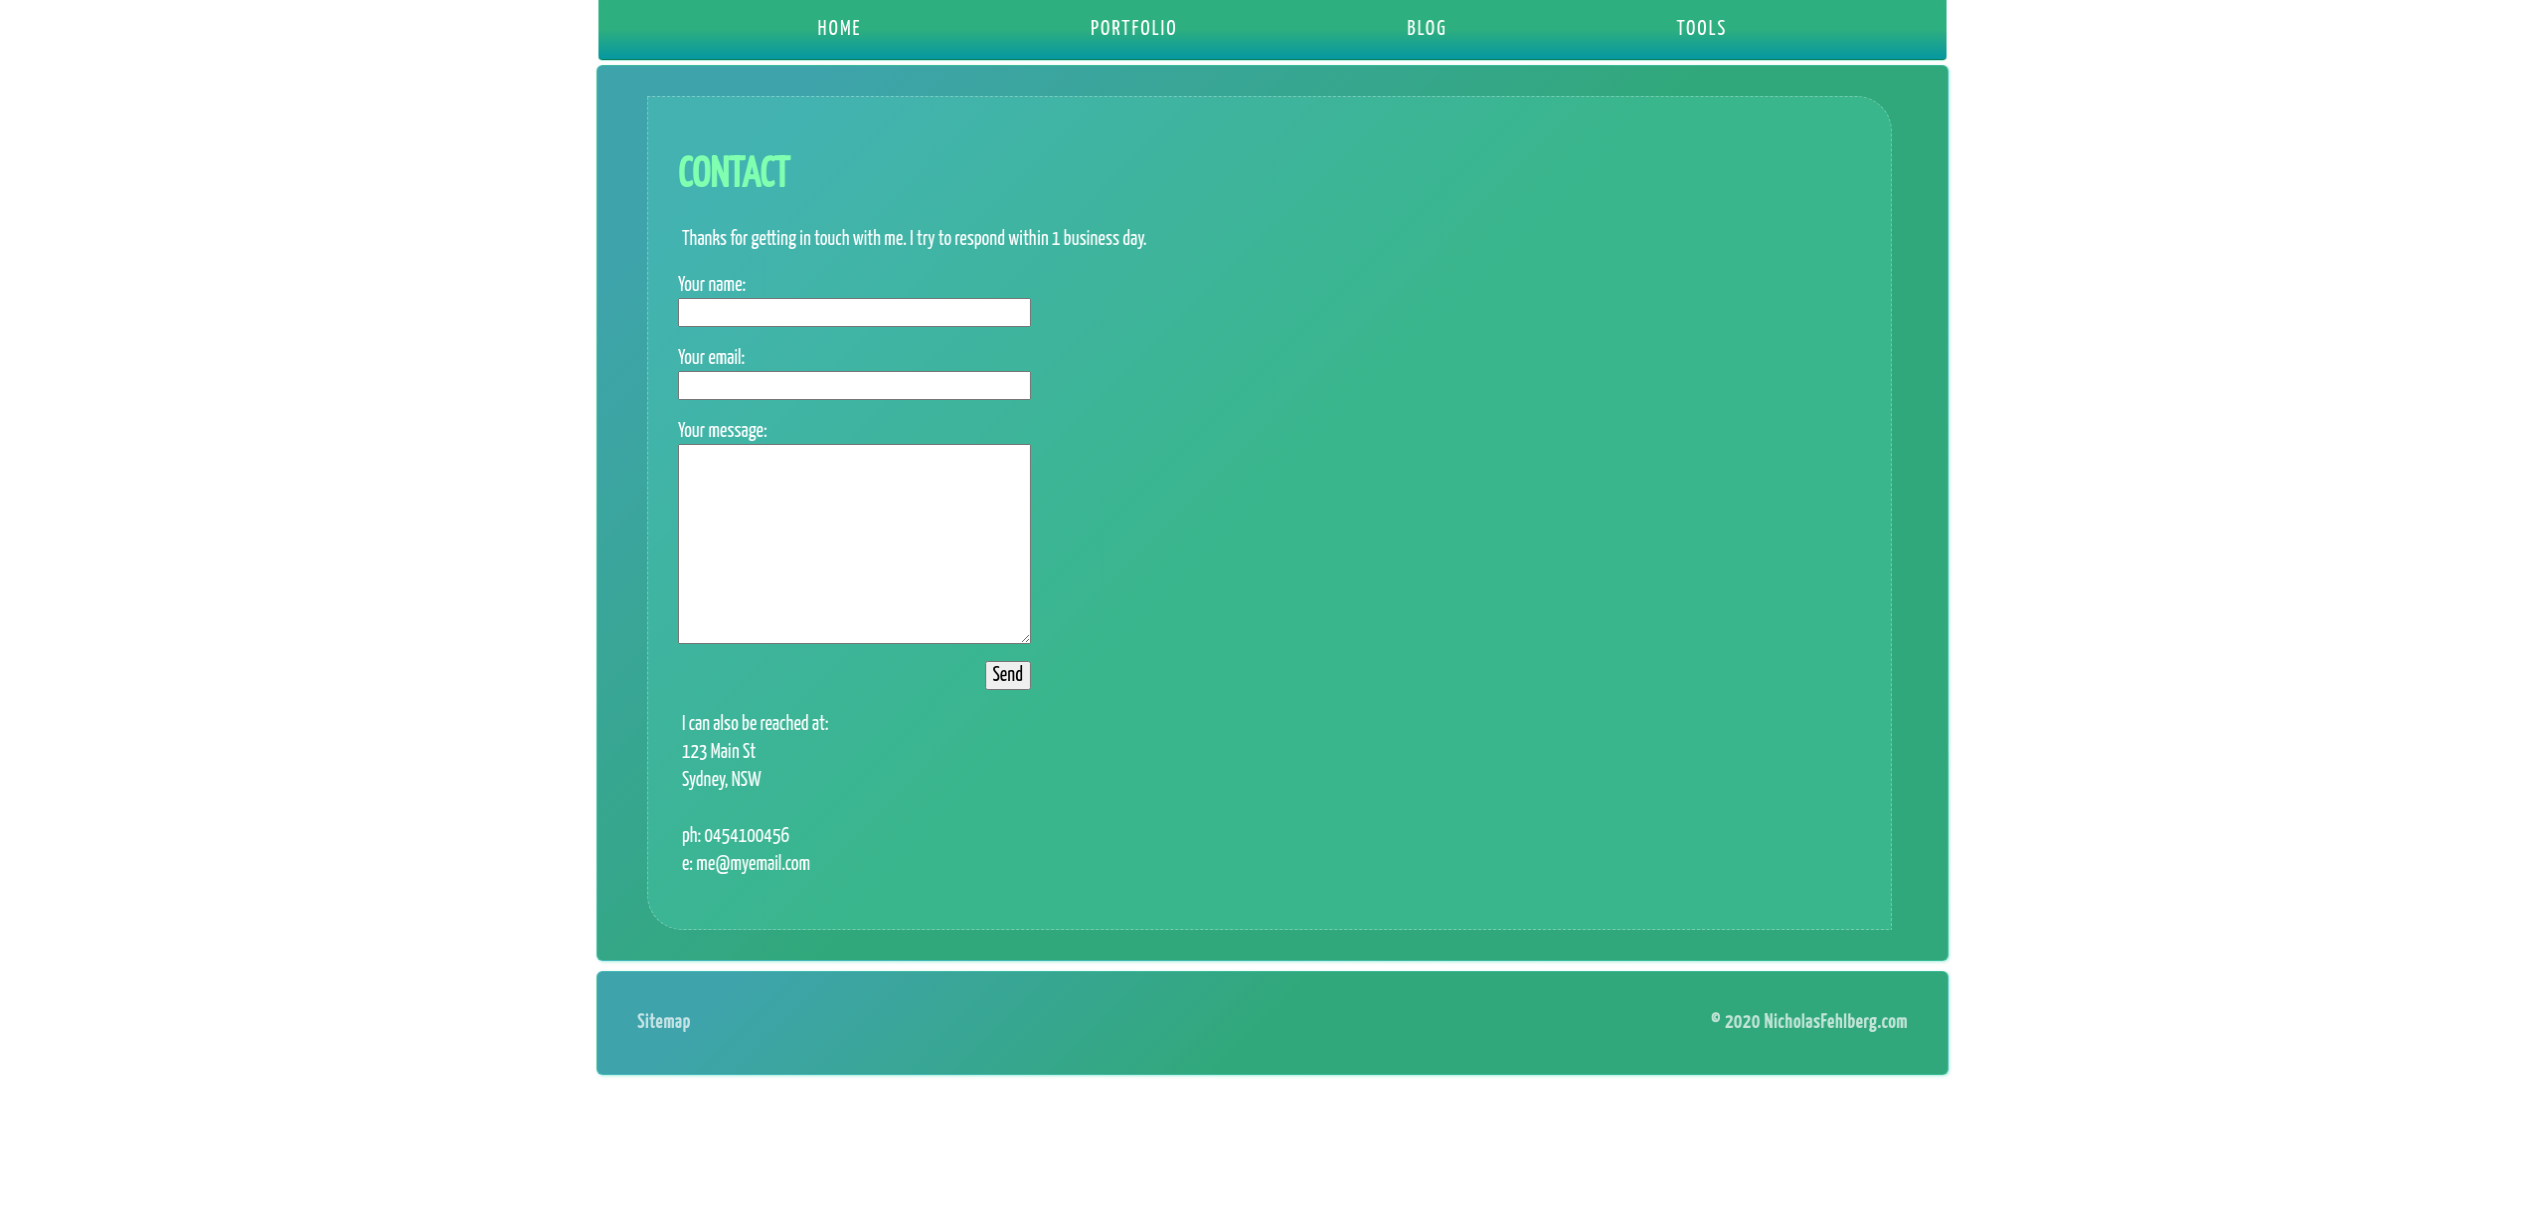 HOME PORTFOLIO BLOG TOOLS
CONTACT
Thanks for getting in touch with me. I try to respond within 1 business day.
Your name:
Your email:
Your message:
Send
I can also be reached at:
123 Main St
Sydney, NSW
ph: 0454100456
e: me@myemail.com
Sitemap © 2020 NicholasFehlberg.com